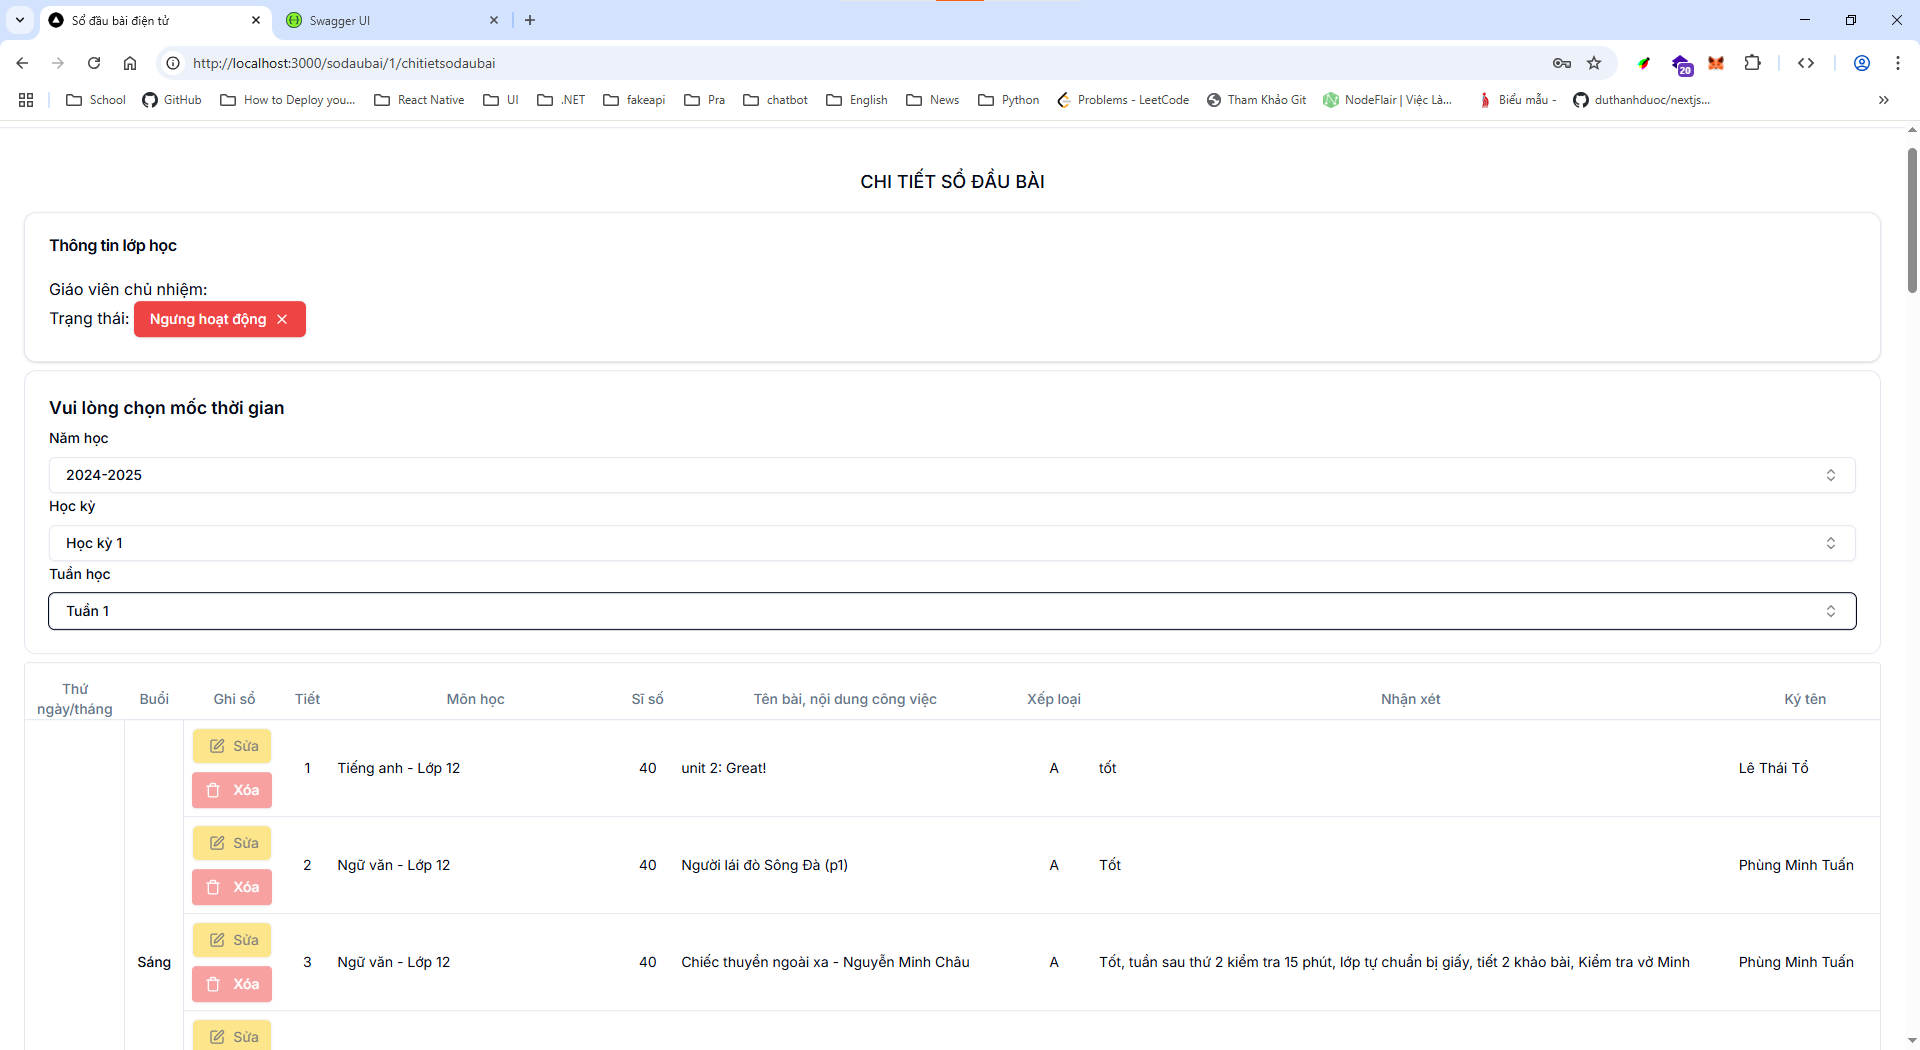 Sổ đầu bài điện tử
Swagger UI
http://localhost:3000/sodaubai/1/chitietsodaubai
20
School
GitHub
How to Deploy you...
React Native
UI
.NET
fakeapi
Pra
chatbot
English
News
Python
Problems - LeetCode
Tham Khảo Git
NodeFlair | Việc Là...
Biểu mẫu -
duthanhduoc/nextjs...
CHI TIẾT SỔ ĐẦU BÀI
Thông tin lớp học
Giáo viên chủ nhiệm:
Trạng thái: Ngưng hoạt động
Vui lòng chọn mốc thời gian
Năm học
2024-2025
Học kỳ
Học kỳ 1
Tuần học
Tuần 1
Thứ ngày/tháng Buổi Ghi sổ Tiết Môn học Sĩ số Tên bài, nội dung công việc Xếp loại Nhận xét Ký tên
Sửa
Xóa
1 Tiếng anh - Lớp 12 40 unit 2: Great! A tốt Lê Thái Tổ
Sửa
Xóa
2 Ngữ văn - Lớp 12 40 Người lái đò Sông Đà (p1) A Tốt Phùng Minh Tuấn
Sáng
Sửa
Xóa
3 Ngữ văn - Lớp 12 40 Chiếc thuyền ngoài xa - Nguyễn Minh Châu A Tốt, tuần sau thứ 2 kiểm tra 15 phút, lớp tự chuẩn bị giấy, tiết 2 khảo bài, Kiểm tra vở Minh Phùng Minh Tuấn
Sửa